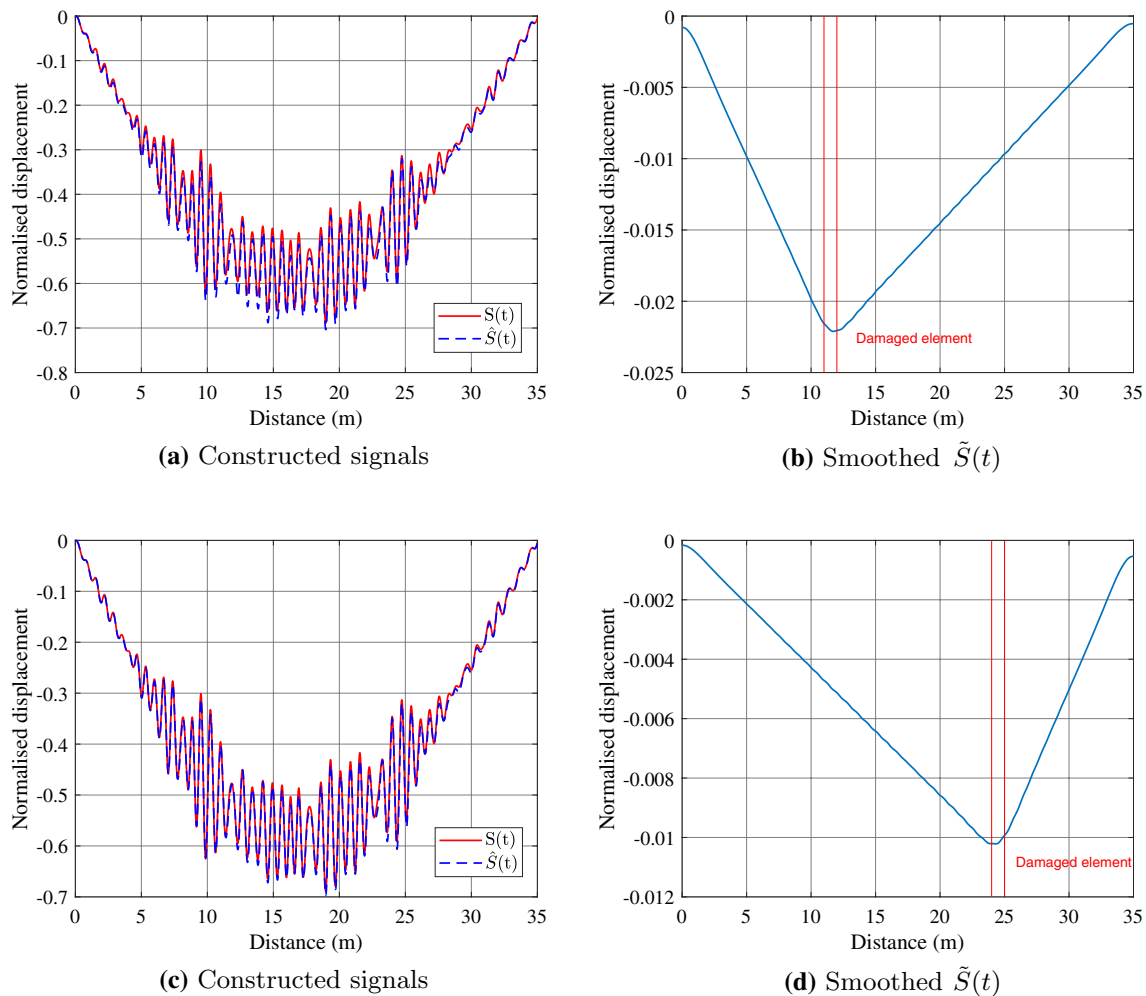 0
-0.1
-0.2
-0.3
-0.4
-0.5
-0.6
-0.7
-0.8
Normalised displacement
S(t)
Ŝ(t)
0 5 10 15 20 25 30 35
Distance (m)
(a) Constructed signals
0
-0.005
-0.01
-0.015
-0.02
-0.025
Normalised displacement
Damaged element
0 5 10 15 20 25 30 35
Distance (m)
(b) Smoothed S̃(t)
0
-0.1
-0.2
-0.3
-0.4
-0.5
-0.6
-0.7
Normalised displacement
S(t)
Ŝ(t)
0 5 10 15 20 25 30 35
Distance (m)
(c) Constructed signals
0
-0.002
-0.004
-0.006
-0.008
-0.01
-0.012
Normalised displacement
Damaged element
0 5 10 15 20 25 30 35
Distance (m)
(d) Smoothed S̃(t)